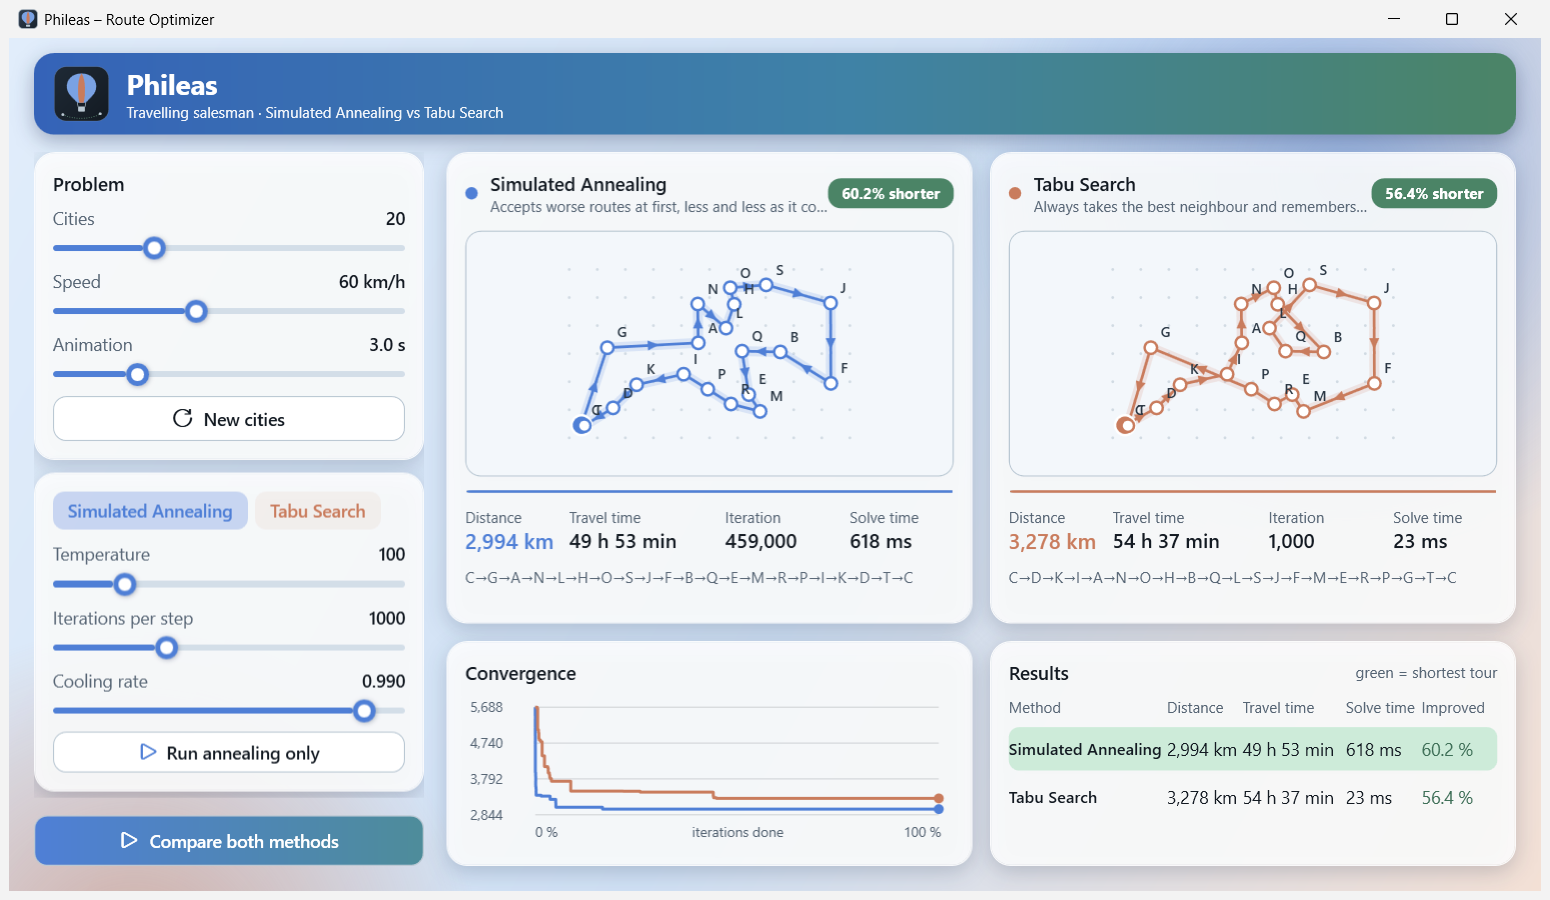 Phileas – Route Optimizer
Phileas
Travelling salesman · Simulated Annealing vs Tabu Search
Problem
Cities 20
Speed 60 km/h
Animation 3.0 s
New cities
Simulated Annealing Tabu Search
Temperature 100
Iterations per step 1000
Cooling rate 0.990
Run annealing only
Compare both methods
Simulated Annealing
Accepts worse routes at first, less and less as it co...
60.2% shorter
O S
N H J
L
G A Q B
I
K P E F
D R M
C T
Distance Travel time Iteration Solve time
2,994 km 49 h 53 min 459,000 618 ms
C→G→A→N→L→H→O→S→J→F→B→Q→E→M→R→P→I→K→D→T→C
Tabu Search
Always takes the best neighbour and remembers...
56.4% shorter
O S
N H J
L
G A Q B
I
K P E F
D R M
C T
Distance Travel time Iteration Solve time
3,278 km 54 h 37 min 1,000 23 ms
C→D→K→I→A→N→O→H→B→Q→L→S→J→F→M→E→R→P→G→T→C
Convergence
5,688
4,740
3,792
2,844
0 % iterations done 100 %
Results green = shortest tour
Method Distance Travel time Solve time Improved
Simulated Annealing 2,994 km 49 h 53 min 618 ms 60.2 %
Tabu Search 3,278 km 54 h 37 min 23 ms 56.4 %